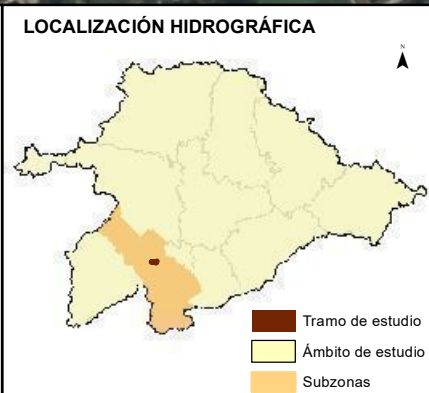 LOCALIZACIÓN HIDROGRÁFICA
N
Tramo de estudio
Ámbito de estudio
Subzonas